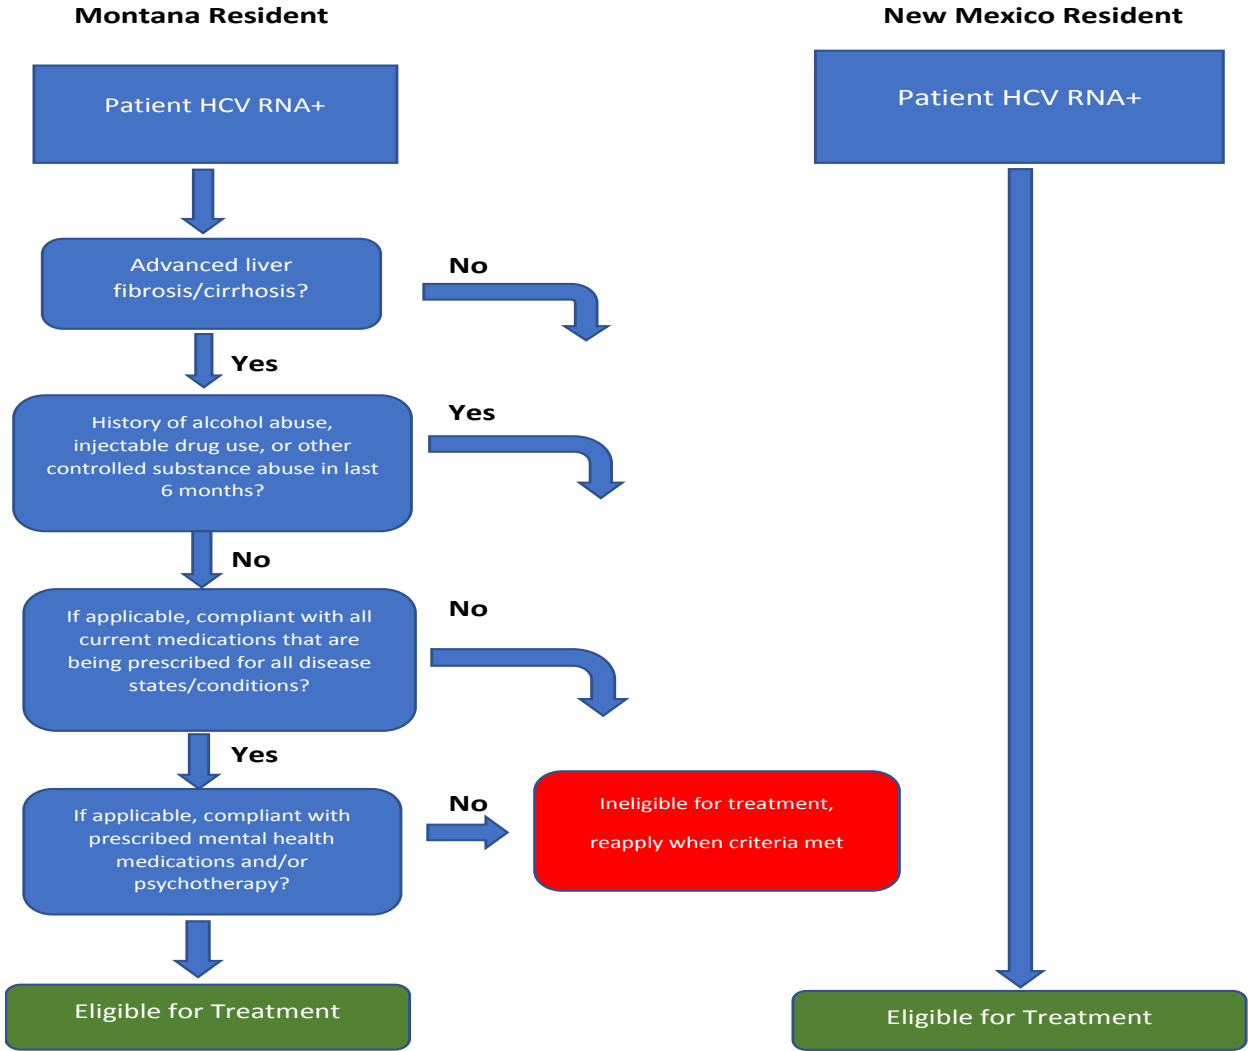 Montana Resident
New Mexico Resident
Patient HCV RNA+
Patient HCV RNA+
Advanced liver
fibrosis/cirrhosis?
No
Yes
History of alcohol abuse,
injectable drug use, or other
controlled substance abuse in last
6 months?
Yes
No
If applicable, compliant with all
current medications that are
being prescribed for all disease
states/conditions?
No
Yes
If applicable, compliant with
prescribed mental health
medications and/or
psychotherapy?
No
Ineligible for treatment,
reapply when criteria met
Eligible for Treatment
Eligible for Treatment